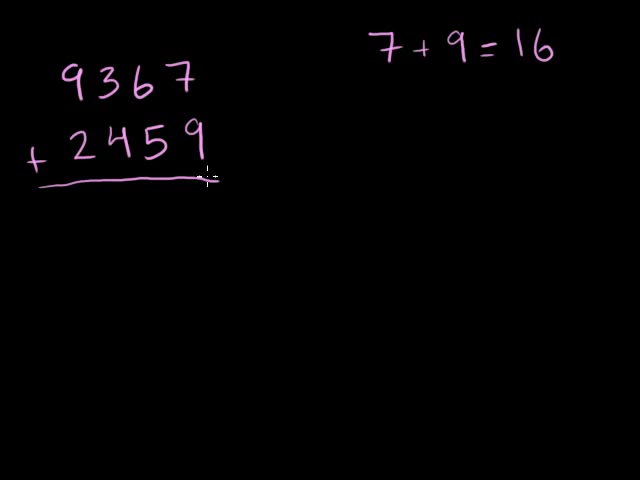 7 + 9 = 16
9367
+ 2459